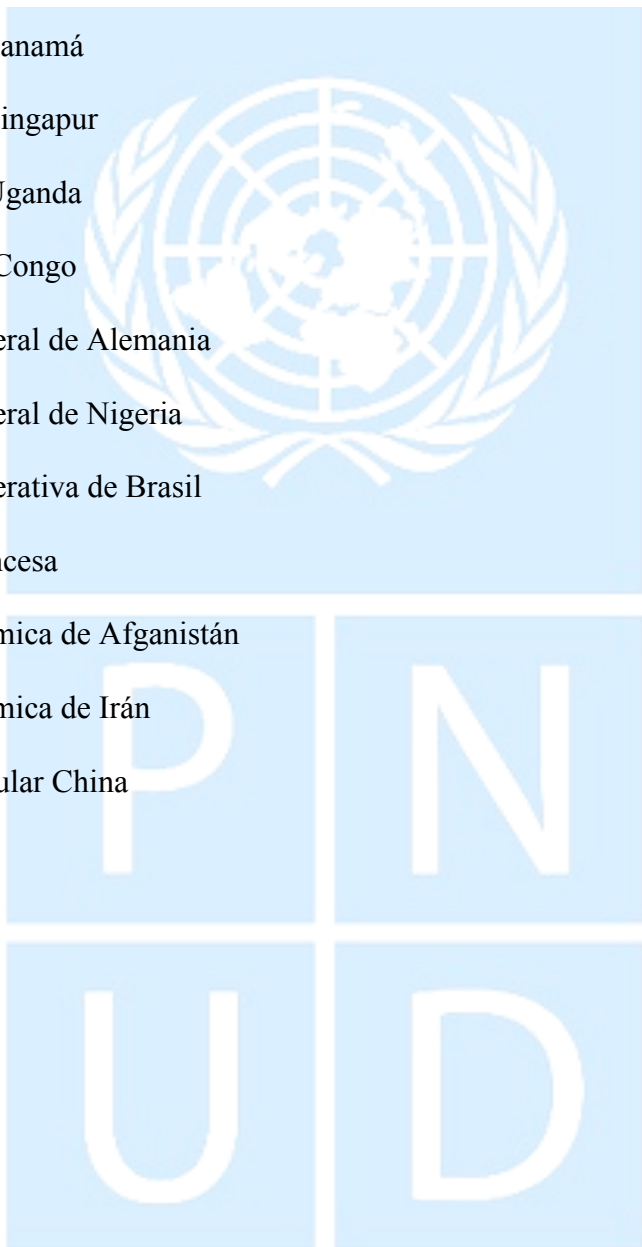 anamá
ingapur
Uganda
Congo
eral de Alemania
eral de Nigeria
erativa de Brasil
ncesa
mica de Afganistán
mica de Irán
ular China
P N
U D